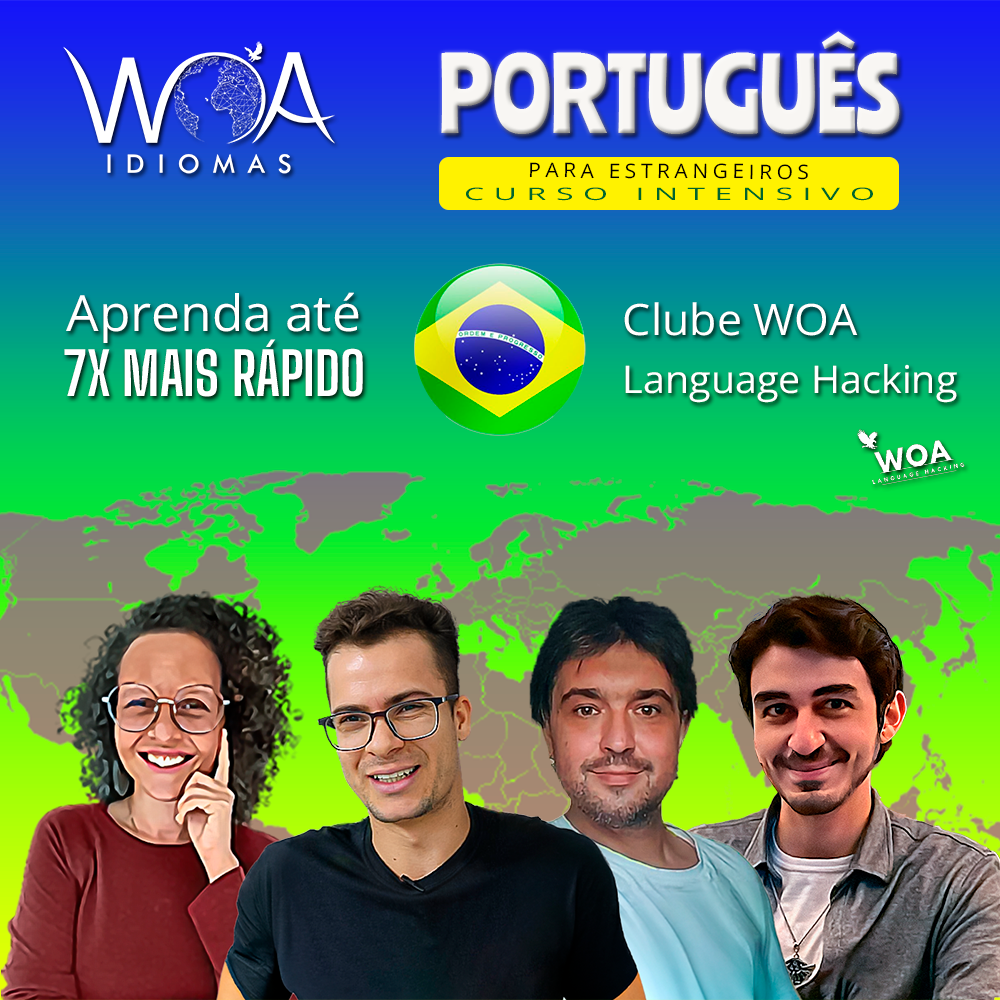 WOA
IDIOMAS
PORTUGUÊS
PARA ESTRANGEIROS
CURSO INTENSIVO
Aprenda até
7X MAIS RÁPIDO
ORDEM E PROGRESSO
Clube WOA
Language Hacking
WOA
LANGUAGE HACKING